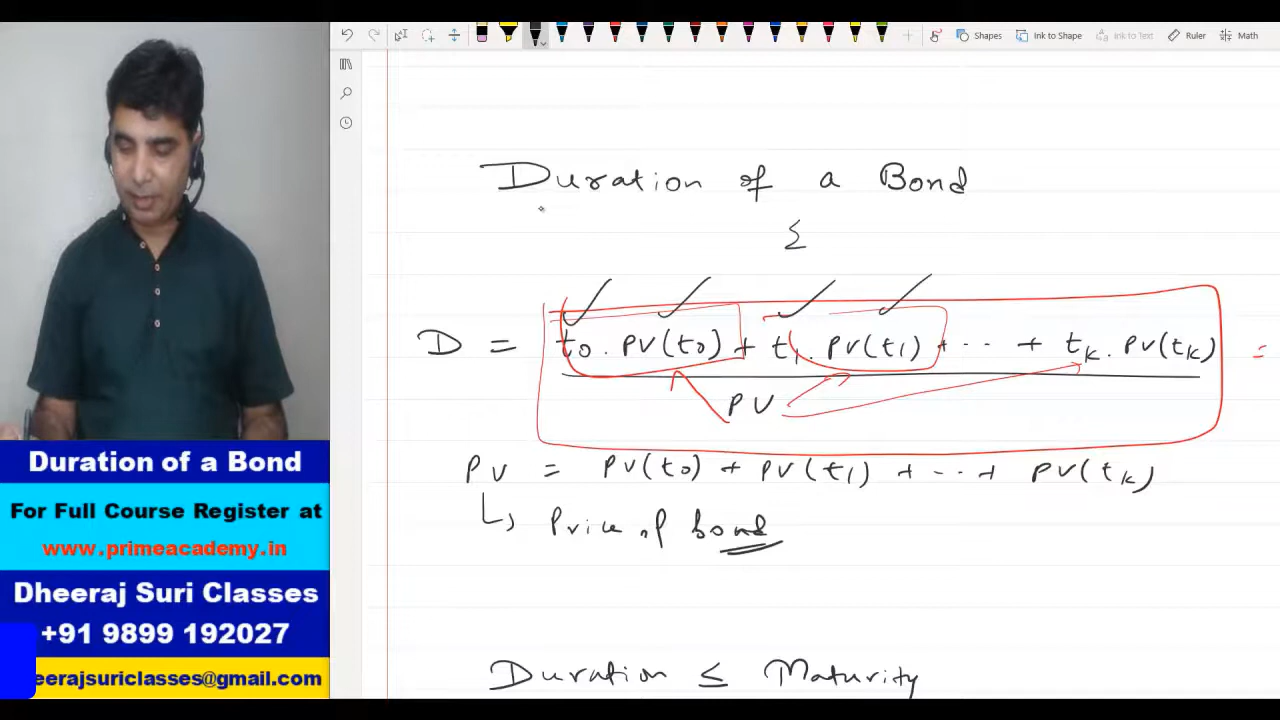 Shapes Ink to Shape Ink to Text Ruler Math
Duration of a Bond
Σ
D = t0. PV(t0) + t1. PV(t1) + ·· + tk. PV(tk) =
PV
PV = PV(t0) + PV(t1) + ·· + PV(tk)
↳ Price of bond
Duration ≤ Maturity
Duration of a Bond
For Full Course Register at
www.primeacademy.in
Dheeraj Suri Classes
+91 9899 192027
eerajsuriclasses@gmail.com